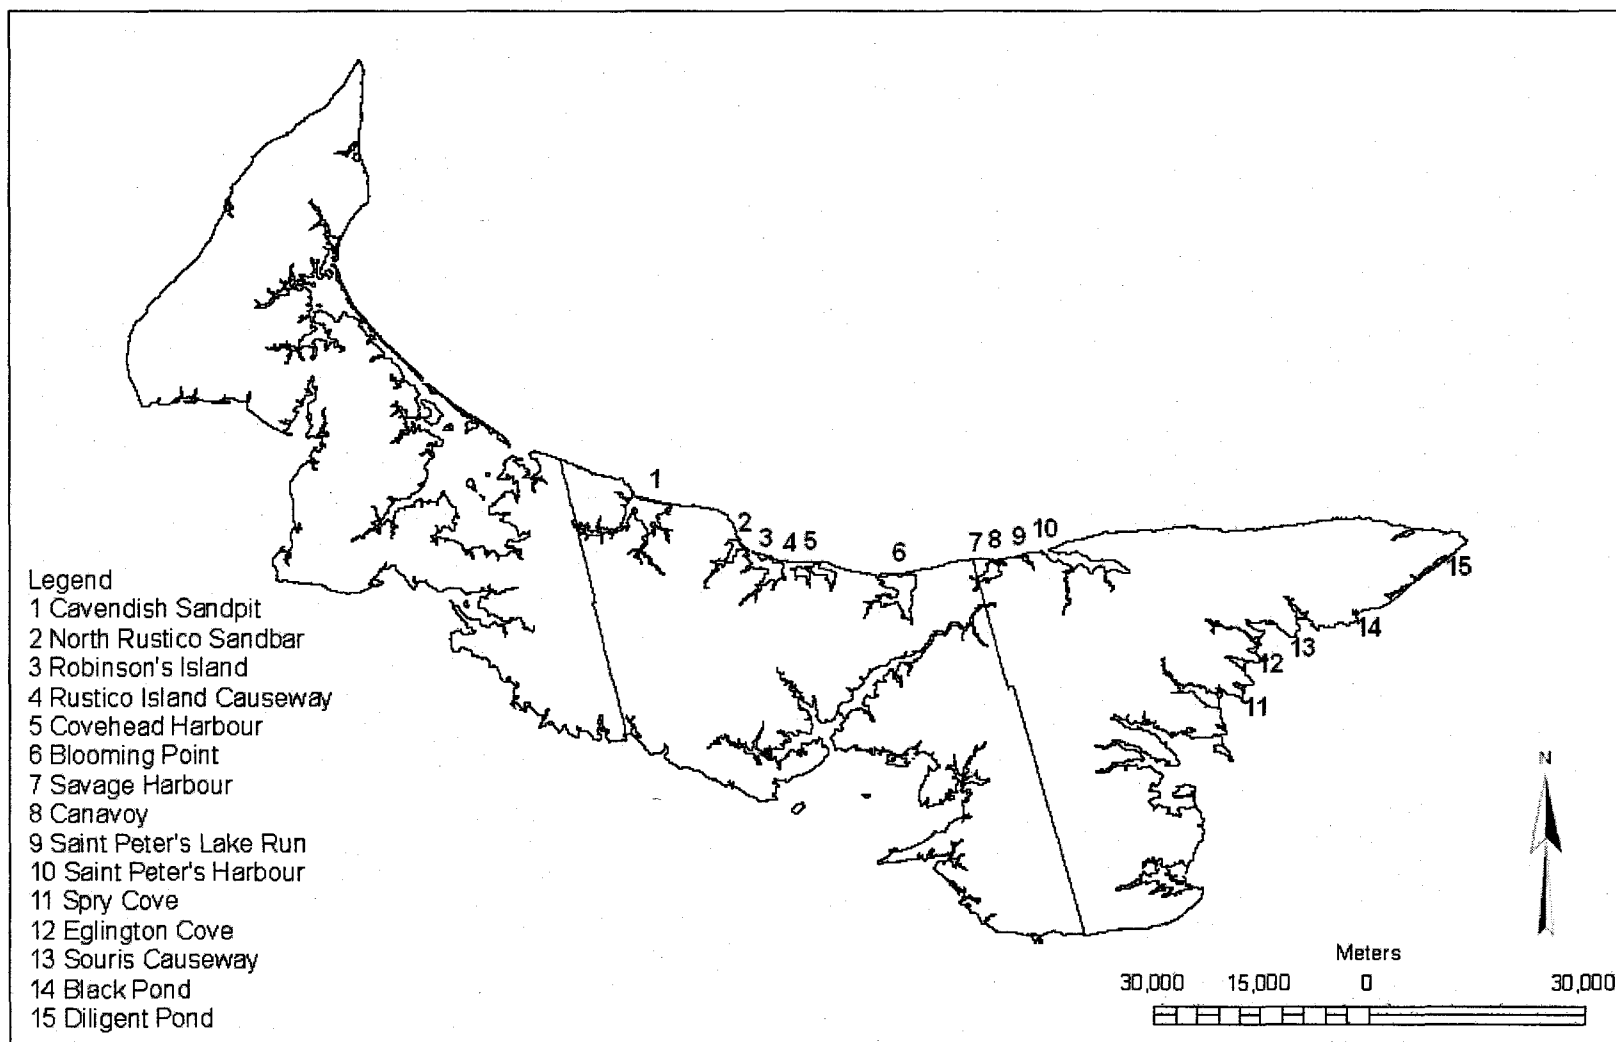 1
2
3
4
5
6
7
8
9
10
15
14
13
12
11
Legend
1 Cavendish Sandpit
2 North Rustico Sandbar
3 Robinson's Island
4 Rustico Island Causeway
5 Covehead Harbour
6 Blooming Point
7 Savage Harbour
8 Canavoy
9 Saint Peter's Lake Run
10 Saint Peter's Harbour
11 Spry Cove
12 Eglington Cove
13 Souris Causeway
14 Black Pond
15 Diligent Pond
N
Meters
30,000 15,000 0 30,000